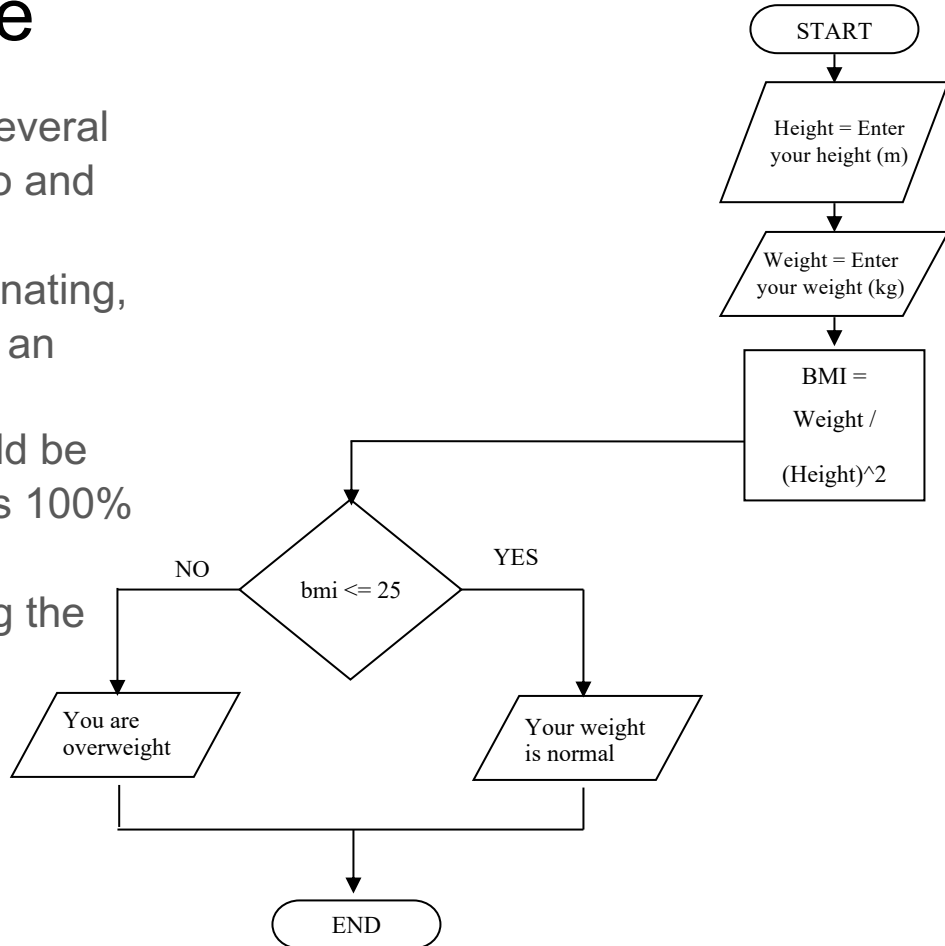 e
everal
o and
nating,
an
ld be
s 100%
g the
START
Height = Enter
your height (m)
Weight = Enter
your weight (kg)
BMI =
Weight /
(Height)^2
NO
YES
bmi <= 25
You are
overweight
Your weight
is normal
END